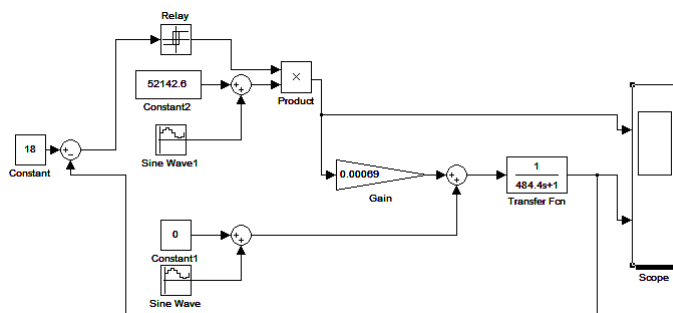 Relay
52142.6
Constant2
Product
Sine Wave1
18
Constant
0.00069
Gain
1
484.4s+1
Transfer Fcn
0
Constant1
Sine Wave
Scope